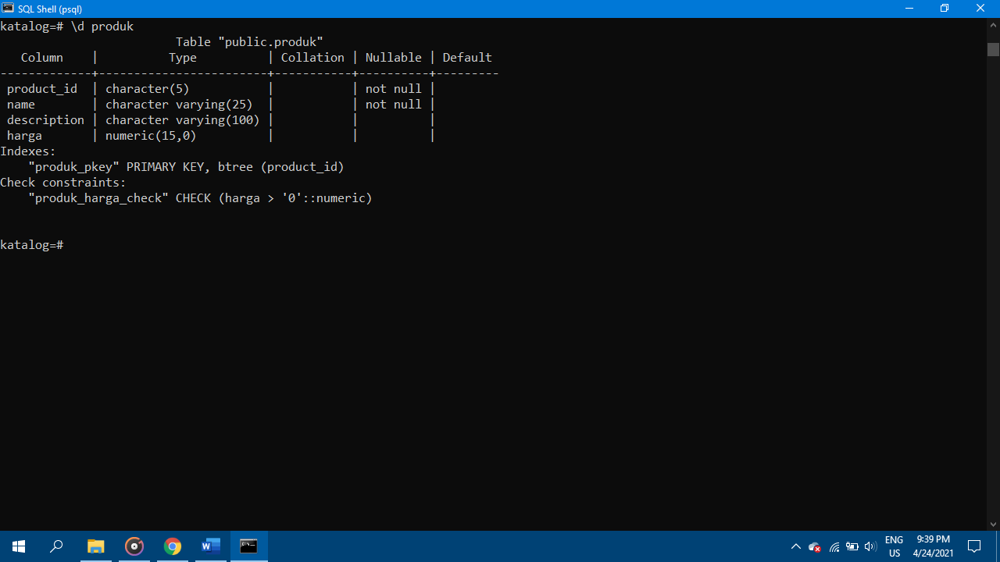 SQL Shell (psql)
katalog=# \d produk
                         Table "public.produk"
   Column    |          Type          | Collation | Nullable | Default
-------------+------------------------+-----------+----------+---------
 product_id  | character(5)           |           | not null |
 name        | character varying(25)  |           | not null |
 description | character varying(100) |           |          |
 harga       | numeric(15,0)          |           |          |
Indexes:
    "produk_pkey" PRIMARY KEY, btree (product_id)
Check constraints:
    "produk_harga_check" CHECK (harga > '0'::numeric)
katalog=#
ENG 9:39 PM
US 4/24/2021